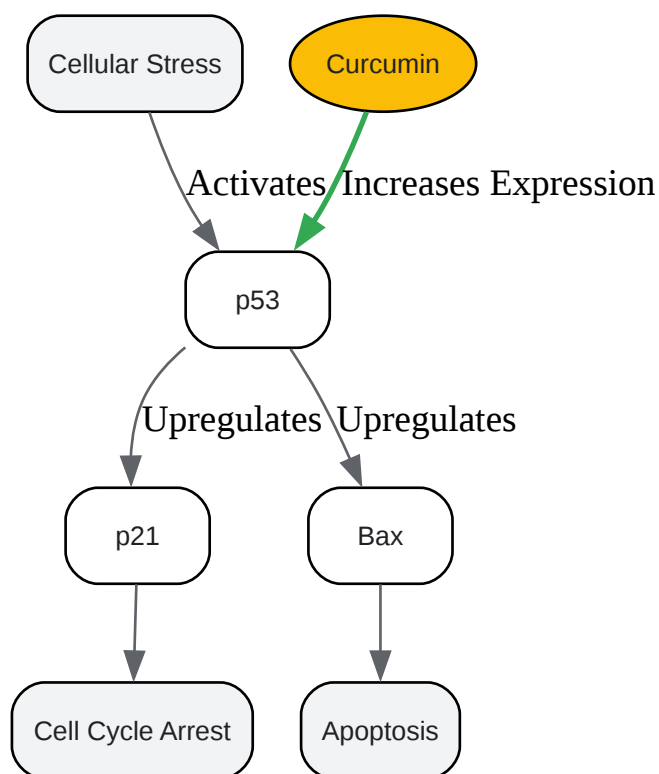 Cellular Stress
Curcumin
Activates
Increases Expression
p53
Upregulates
Upregulates
p21
Bax
Cell Cycle Arrest
Apoptosis